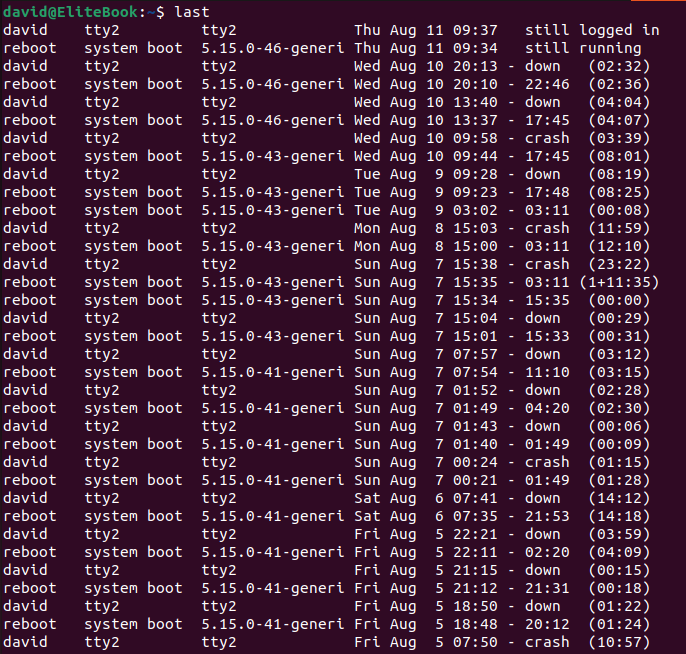 david@EliteBook:~$ last
david    tty2         tty2             Thu Aug 11 09:37   still logged in
reboot   system boot  5.15.0-46-generi Thu Aug 11 09:34   still running
david    tty2         tty2             Wed Aug 10 20:13 - down   (02:32)
reboot   system boot  5.15.0-46-generi Wed Aug 10 20:10 - 22:46  (02:36)
david    tty2         tty2             Wed Aug 10 13:40 - down   (04:04)
reboot   system boot  5.15.0-46-generi Wed Aug 10 13:37 - 17:45  (04:07)
david    tty2         tty2             Wed Aug 10 09:58 - crash  (03:39)
reboot   system boot  5.15.0-43-generi Wed Aug 10 09:44 - 17:45  (08:01)
david    tty2         tty2             Tue Aug  9 09:28 - down   (08:19)
reboot   system boot  5.15.0-43-generi Tue Aug  9 09:23 - 17:48  (08:25)
reboot   system boot  5.15.0-43-generi Tue Aug  9 03:02 - 03:11  (00:08)
david    tty2         tty2             Mon Aug  8 15:03 - crash  (11:59)
reboot   system boot  5.15.0-43-generi Mon Aug  8 15:00 - 03:11  (12:10)
david    tty2         tty2             Sun Aug  7 15:38 - crash  (23:22)
reboot   system boot  5.15.0-43-generi Sun Aug  7 15:35 - 03:11 (1+11:35)
reboot   system boot  5.15.0-43-generi Sun Aug  7 15:34 - 15:35  (00:00)
david    tty2         tty2             Sun Aug  7 15:04 - down   (00:29)
reboot   system boot  5.15.0-43-generi Sun Aug  7 15:01 - 15:33  (00:31)
david    tty2         tty2             Sun Aug  7 07:57 - down   (03:12)
reboot   system boot  5.15.0-41-generi Sun Aug  7 07:54 - 11:10  (03:15)
david    tty2         tty2             Sun Aug  7 01:52 - down   (02:28)
reboot   system boot  5.15.0-41-generi Sun Aug  7 01:49 - 04:20  (02:30)
david    tty2         tty2             Sun Aug  7 01:43 - down   (00:06)
reboot   system boot  5.15.0-41-generi Sun Aug  7 01:40 - 01:49  (00:09)
david    tty2         tty2             Sun Aug  7 00:24 - crash  (01:15)
reboot   system boot  5.15.0-41-generi Sun Aug  7 00:21 - 01:49  (01:28)
david    tty2         tty2             Sat Aug  6 07:41 - down   (14:12)
reboot   system boot  5.15.0-41-generi Sat Aug  6 07:35 - 21:53  (14:18)
david    tty2         tty2             Fri Aug  5 22:21 - down   (03:59)
reboot   system boot  5.15.0-41-generi Fri Aug  5 22:11 - 02:20  (04:09)
david    tty2         tty2             Fri Aug  5 21:15 - down   (00:15)
reboot   system boot  5.15.0-41-generi Fri Aug  5 21:12 - 21:31  (00:18)
david    tty2         tty2             Fri Aug  5 18:50 - down   (01:22)
reboot   system boot  5.15.0-41-generi Fri Aug  5 18:48 - 20:12  (01:24)
david    tty2         tty2             Fri Aug  5 07:50 - crash  (10:57)